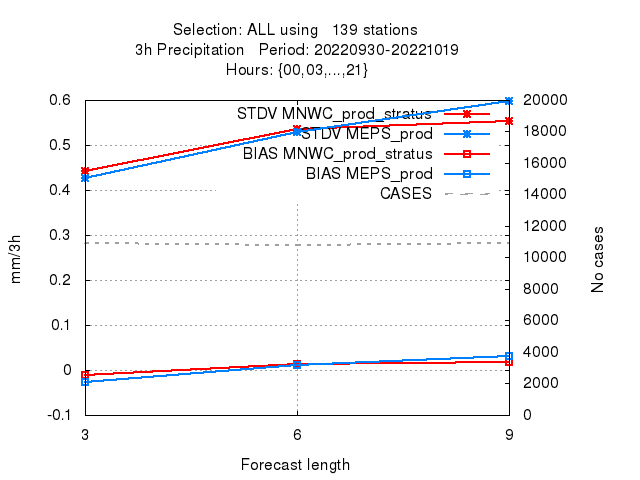 Selection: ALL using 139 stations
3h Precipitation Period: 20220930-20221019
Hours: {00,03,...,21}
STDV MNWC_prod_stratus
STDV MEPS_prod
BIAS MNWC_prod_stratus
BIAS MEPS_prod
CASES
0.6
0.5
0.4
0.3
0.2
0.1
0
-0.1
mm/3h
20000
18000
16000
14000
12000
10000
8000
6000
4000
2000
0
No cases
3 6 9
Forecast length